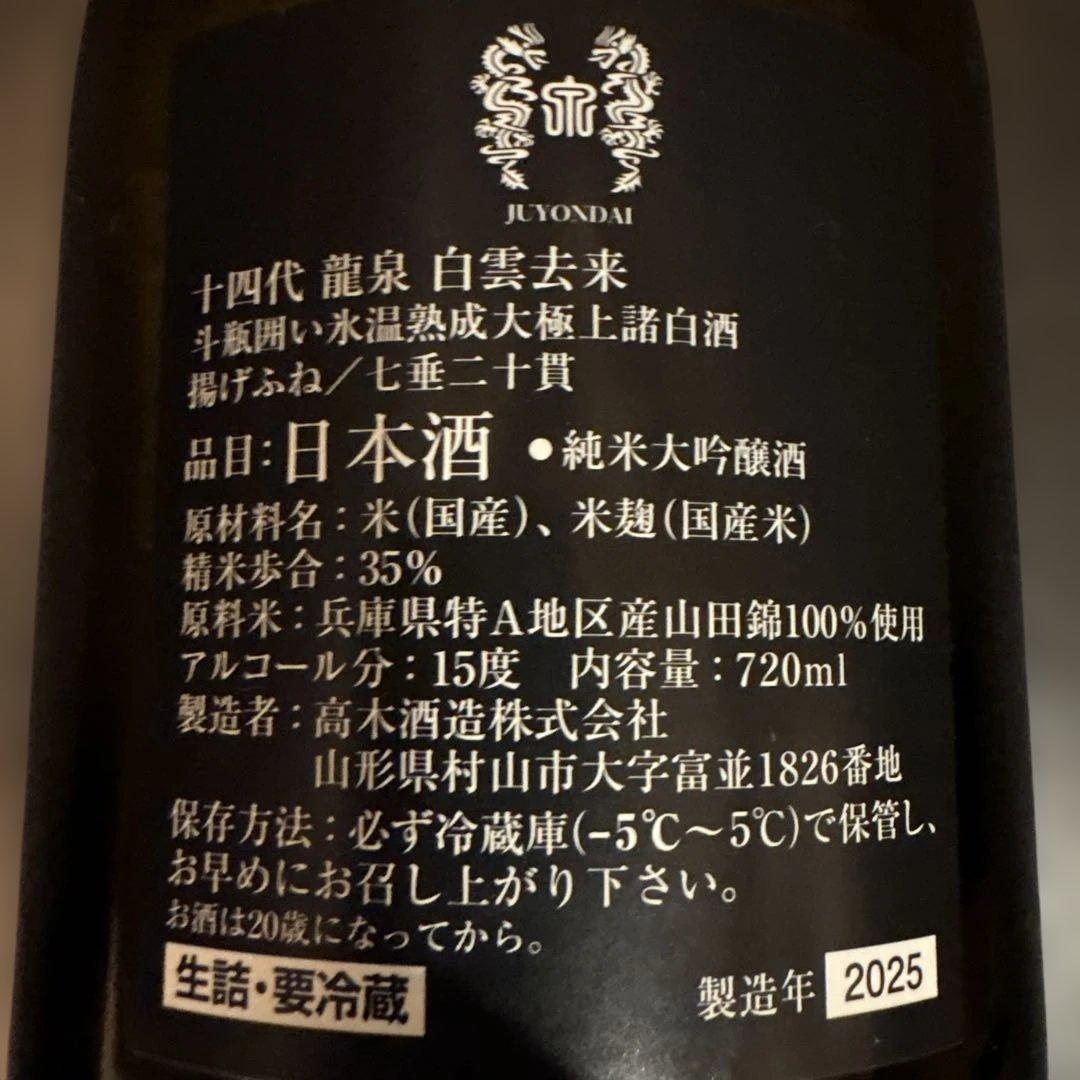 JUYONDAI
十四代 龍泉 白雲去来
斗瓶囲い氷温熟成大極上諸白酒
揚げふね/七垂二十貫
品目:日本酒 ●純米大吟醸酒
原材料名:米(国産)、米麹(国産米)
精米歩合:35%
原料米:兵庫県特A地区産山田錦100%使用
アルコール分:15度 内容量:720ml
製造者:高木酒造株式会社
山形県村山市大字富並1826番地
保存方法:必ず冷蔵庫(-5℃〜5℃)で保管し、
お早めにお召し上がり下さい。
お酒は20歳になってから。
生詰・要冷蔵
製造年 2025